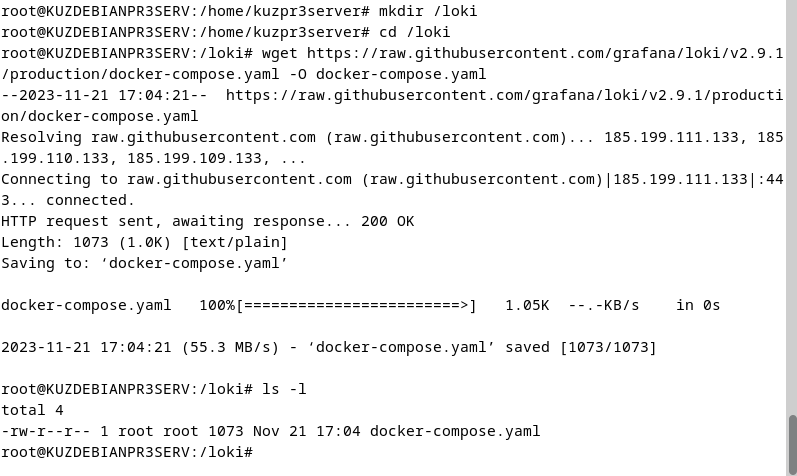 root@KUZDEBIANPR3SERV:/home/kuzpr3server# mkdir /loki
root@KUZDEBIANPR3SERV:/home/kuzpr3server# cd /loki
root@KUZDEBIANPR3SERV:/loki# wget https://raw.githubusercontent.com/grafana/loki/v2.9.1
/production/docker-compose.yaml -O docker-compose.yaml
--2023-11-21 17:04:21--  https://raw.githubusercontent.com/grafana/loki/v2.9.1/producti
on/docker-compose.yaml
Resolving raw.githubusercontent.com (raw.githubusercontent.com)... 185.199.111.133, 185
.199.110.133, 185.199.109.133, ...
Connecting to raw.githubusercontent.com (raw.githubusercontent.com)|185.199.111.133|:44
3... connected.
HTTP request sent, awaiting response... 200 OK
Length: 1073 (1.0K) [text/plain]
Saving to: ‘docker-compose.yaml’
docker-compose.yaml   100%[========================>]   1.05K  --.-KB/s    in 0s
2023-11-21 17:04:21 (55.3 MB/s) - ‘docker-compose.yaml’ saved [1073/1073]
root@KUZDEBIANPR3SERV:/loki# ls -l
total 4
-rw-r--r-- 1 root root 1073 Nov 21 17:04 docker-compose.yaml
root@KUZDEBIANPR3SERV:/loki#